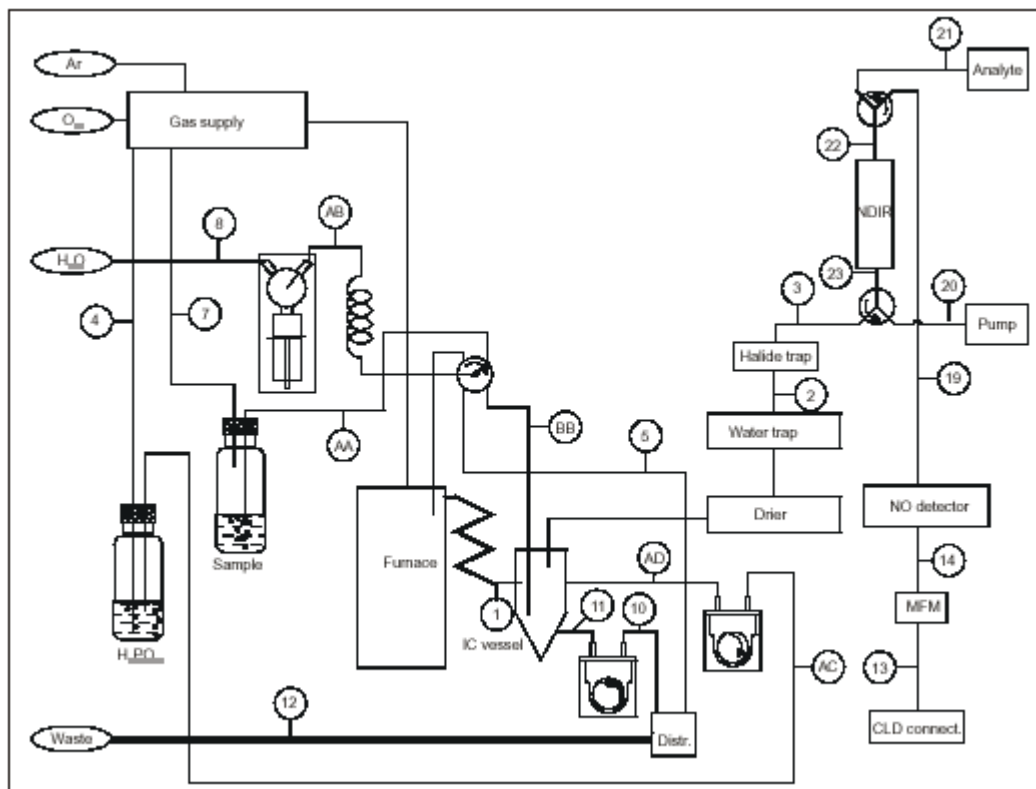 21
Ar
Analyte
O
Gas supply
22
AB
NDIR
8
H₂O
23
3
20
4
7
Pump
Halide trap
19
2
BB
AA
5
Water trap
NO detector
Drier
Furnace
Sample
AD
14
11
10
MFM
1
IC vessel
H PO
AC
13
12
Waste
Distr.
CLD connect.